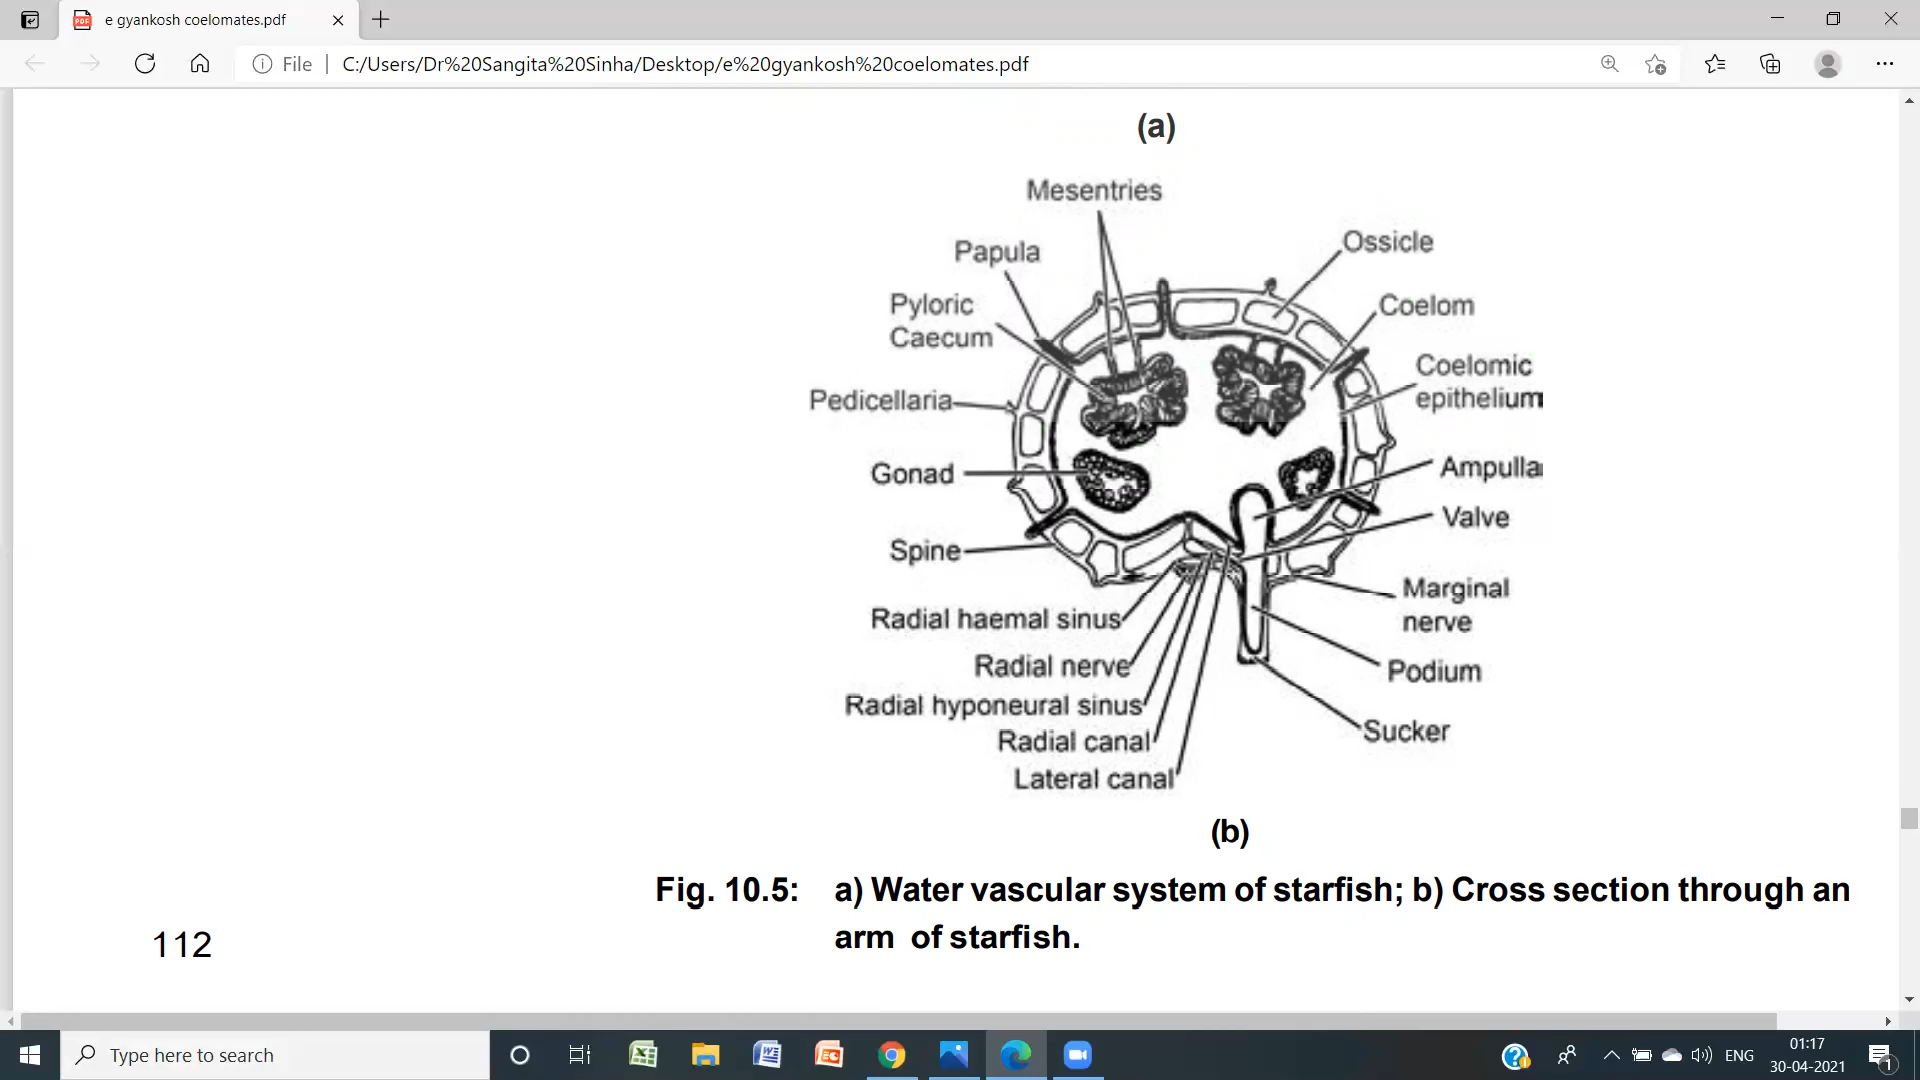 e gyankosh coelomates.pdf
File
C:/Users/Dr%20Sangita%20Sinha/Desktop/e%20gyankosh%20coelomates.pdf
(a)
Mesentries
Papula
Ossicle
Pyloric
Caecum
Coelom
Coelomic
epithelium
Pedicellaria
Gonad
Ampulla
Valve
Spine
Marginal
nerve
Radial haemal sinus
Radial nerve
Podium
Radial hyponeural sinus
Radial canal
Sucker
Lateral canal
(b)
Fig. 10.5: a) Water vascular system of starfish; b) Cross section through an
arm of starfish.
112
Type here to search
ENG
01:17
30-04-2021
1